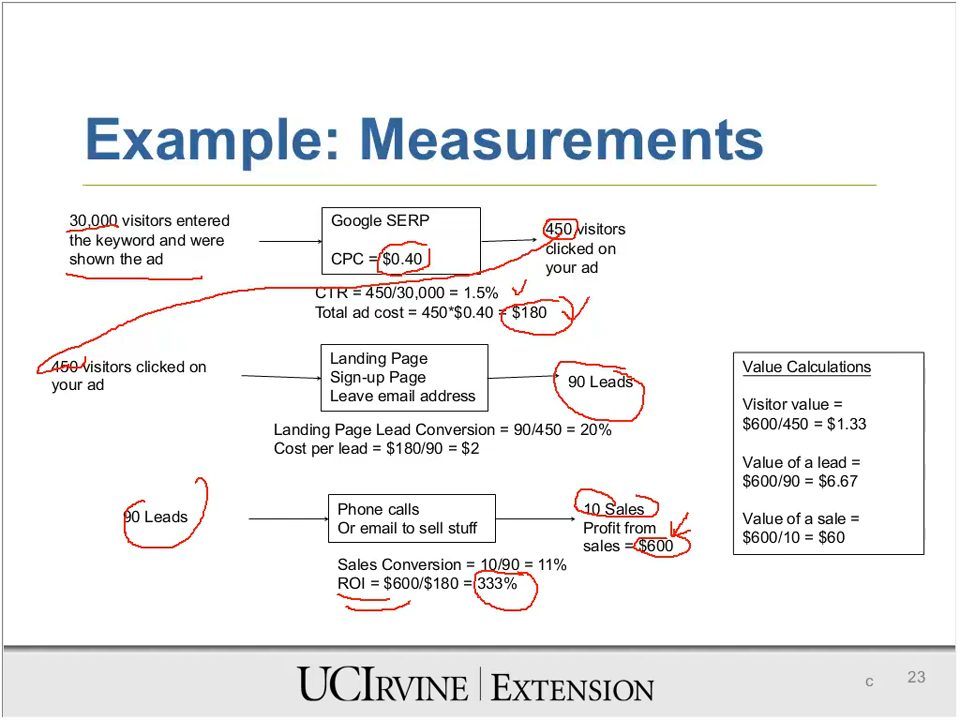 Example: Measurements
30,000 visitors entered
the keyword and were
shown the ad
Google SERP
CPC = $0.40
450 visitors
clicked on
your ad
CTR = 450/30,000 = 1.5%
Total ad cost = 450*$0.40 = $180
450 visitors clicked on
your ad
Landing Page
Sign-up Page
Leave email address
90 Leads
Landing Page Lead Conversion = 90/450 = 20%
Cost per lead = $180/90 = $2
90 Leads
Phone calls
Or email to sell stuff
10 Sales
Profit from
sales = $600
Sales Conversion = 10/90 = 11%
ROI = $600/$180 = 333%
Value Calculations
Visitor value =
$600/450 = $1.33
Value of a lead =
$600/90 = $6.67
Value of a sale =
$600/10 = $60
UCIRVINE | EXTENSION
c 23